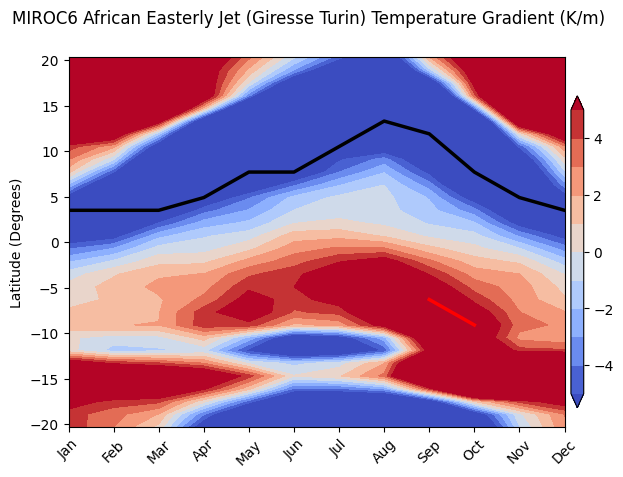 MIROC6 African Easterly Jet (Giresse Turin) Temperature Gradient (K/m)
20
15
10
5
0
−5
−10
−15
−20
Latitude (Degrees)
Jan
Feb
Mar
Apr
May
Jun
Jul
Aug
Sep
Oct
Nov
Dec
4
2
0
−2
−4